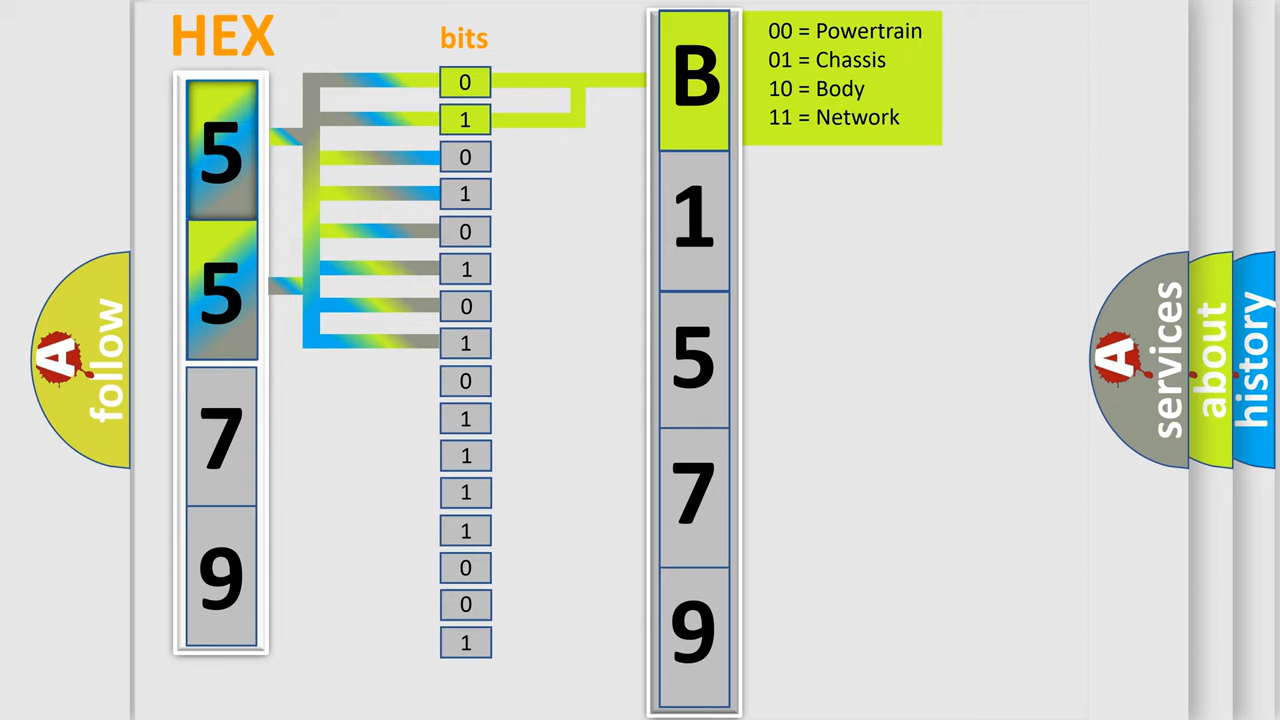 HEX
bits
5
5
7
9
0
1
0
1
0
1
0
1
0
1
1
1
1
0
0
1
B
1
5
7
9
00 = Powertrain
01 = Chassis
10 = Body
11 = Network
A
follow
A
services
about
history